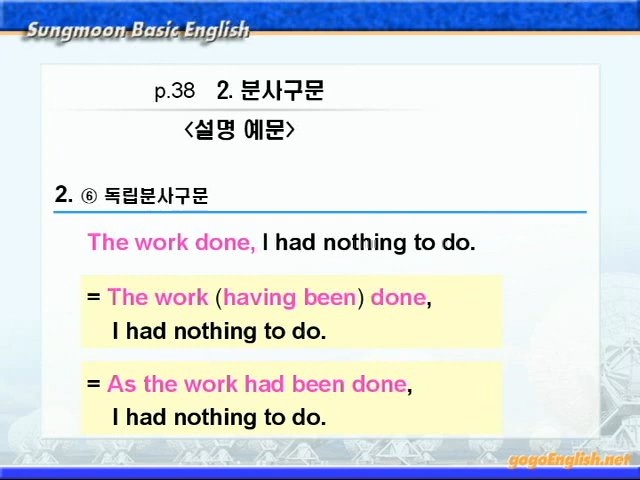 Sungmoon Basic English
p.38 2. 분사구문
<설명 예문>
2. ⑥ 독립분사구문
The work done, I had nothing to do.
= The work (having been) done,
I had nothing to do.
= As the work had been done,
I had nothing to do.
gogoEnglish.net